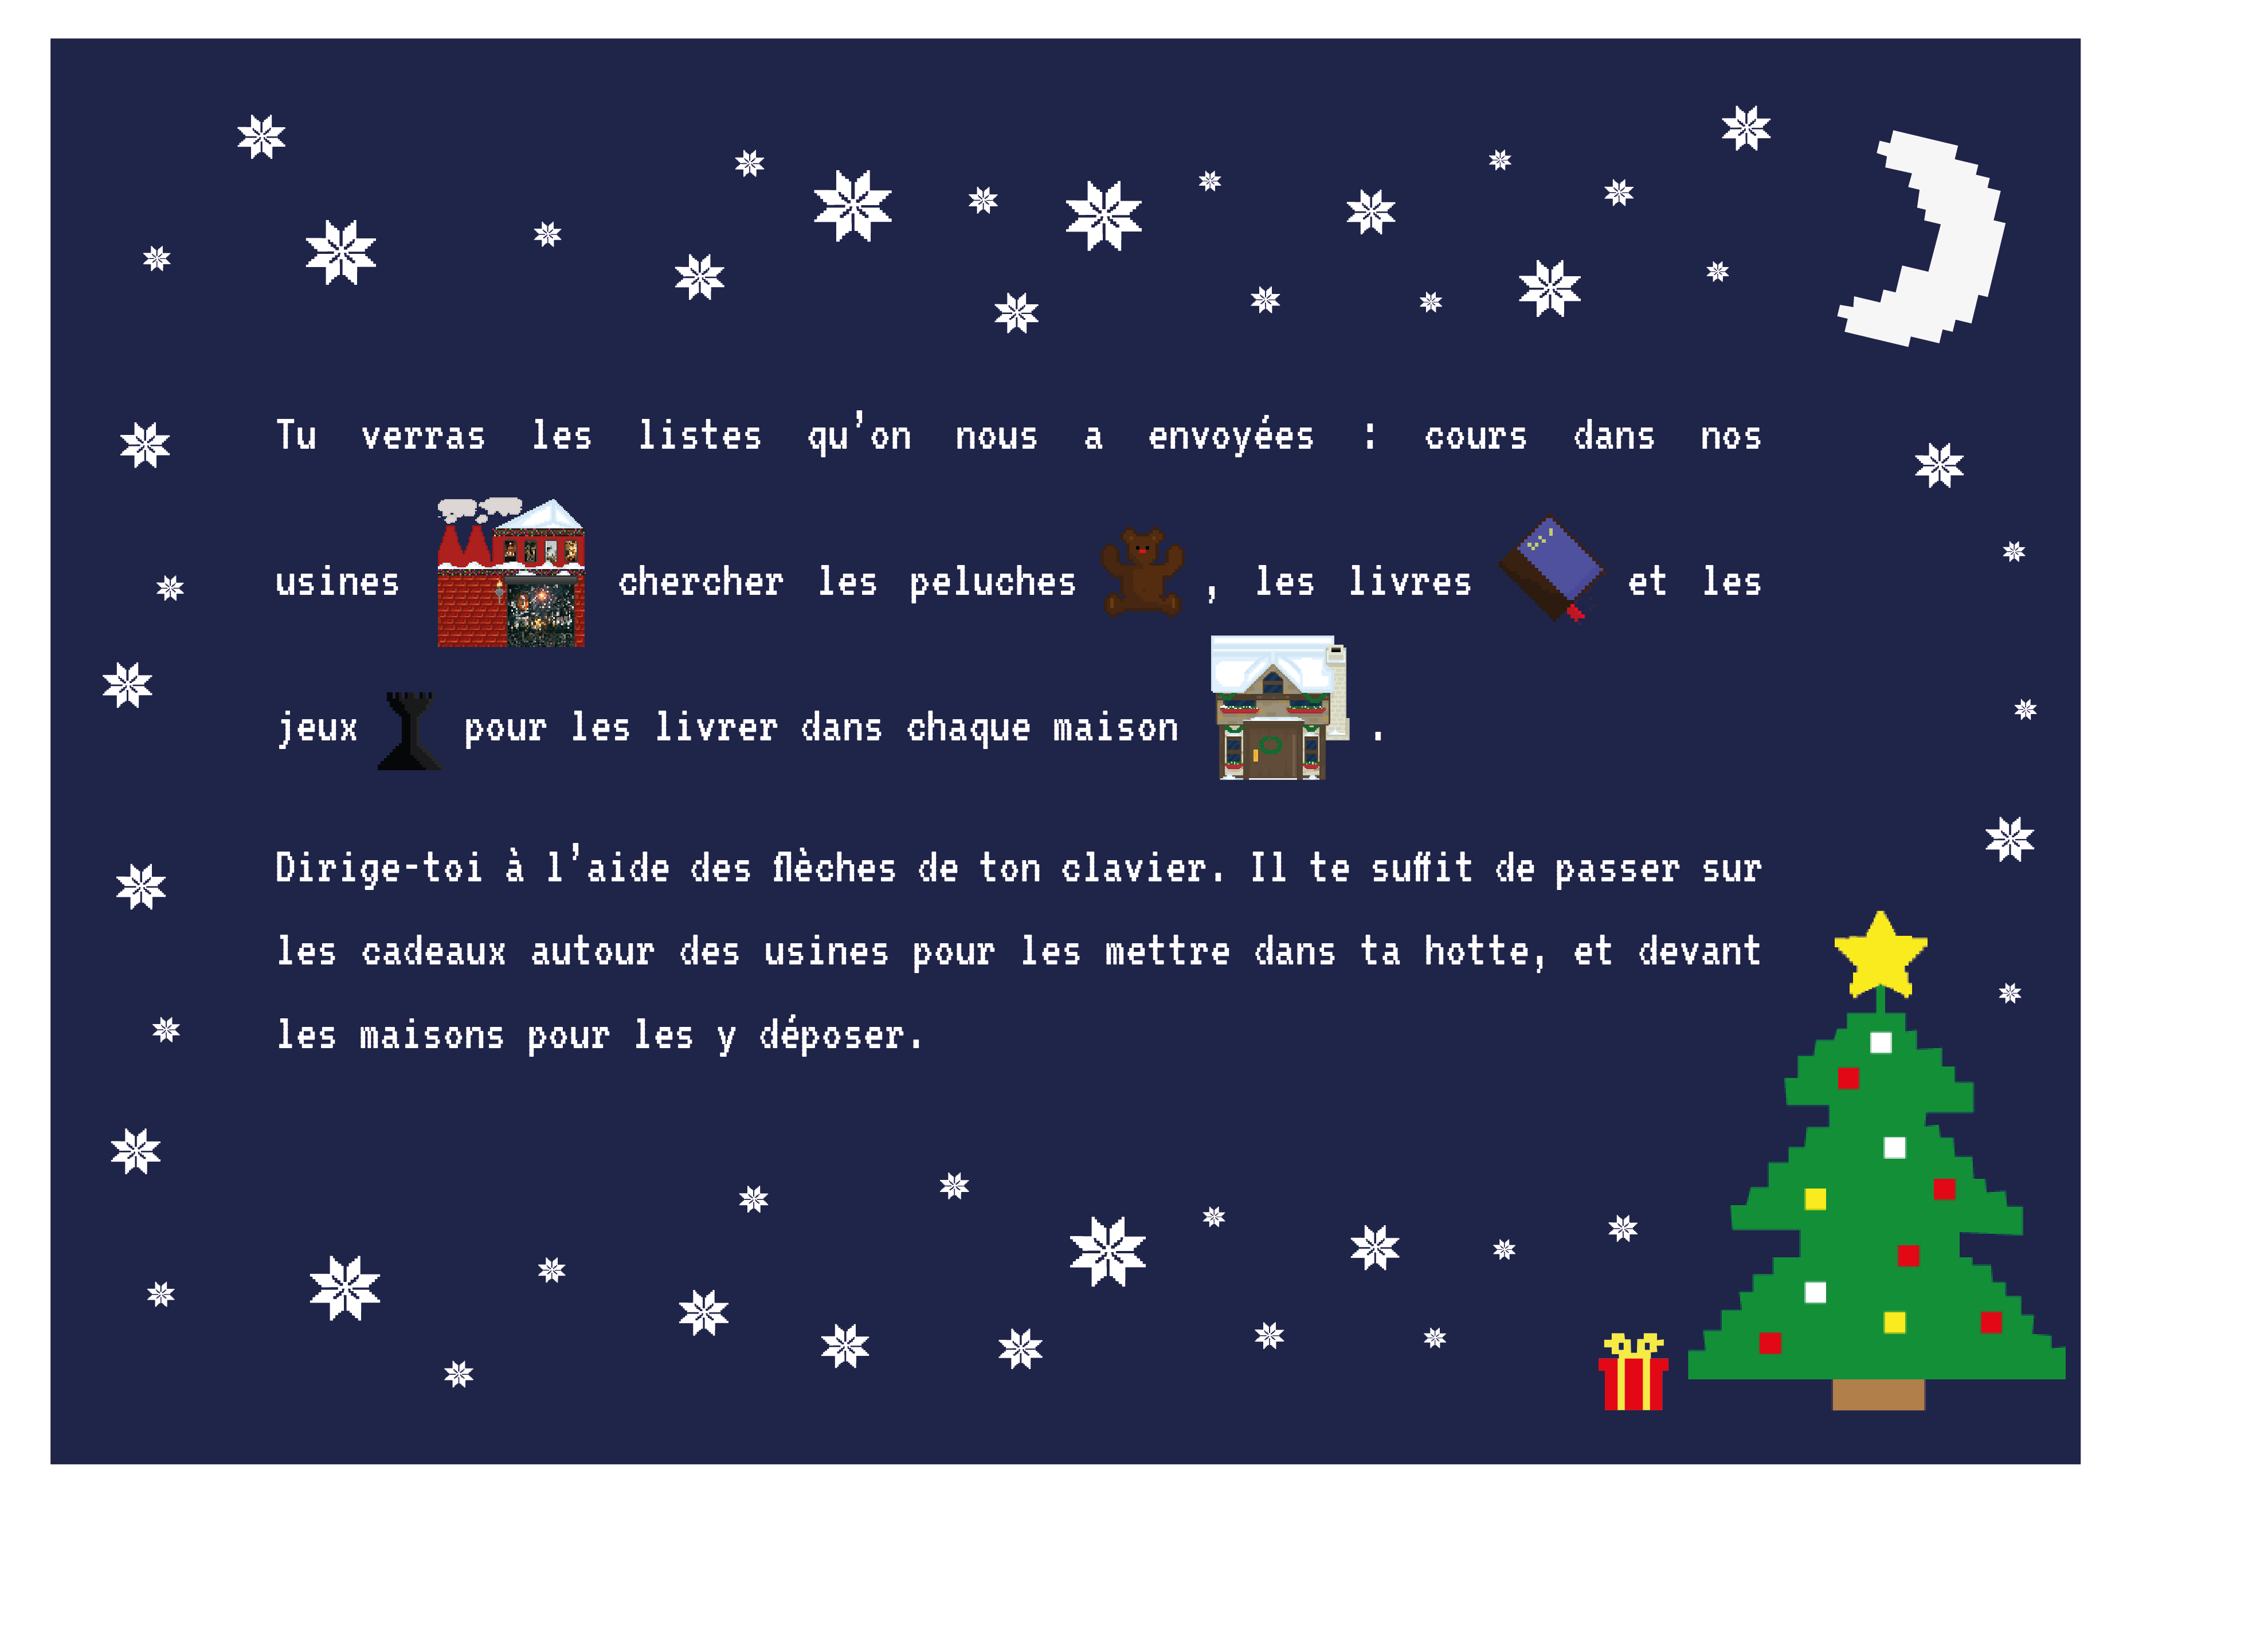 Tu verras les listes qu'on nous a envoyées : cours dans nos
usines chercher les peluches , les livres et les
jeux pour les livrer dans chaque maison .
Dirige-toi à l'aide des flèches de ton clavier. Il te suffit de passer sur
les cadeaux autour des usines pour les mettre dans ta hotte, et devant
les maisons pour les y déposer.